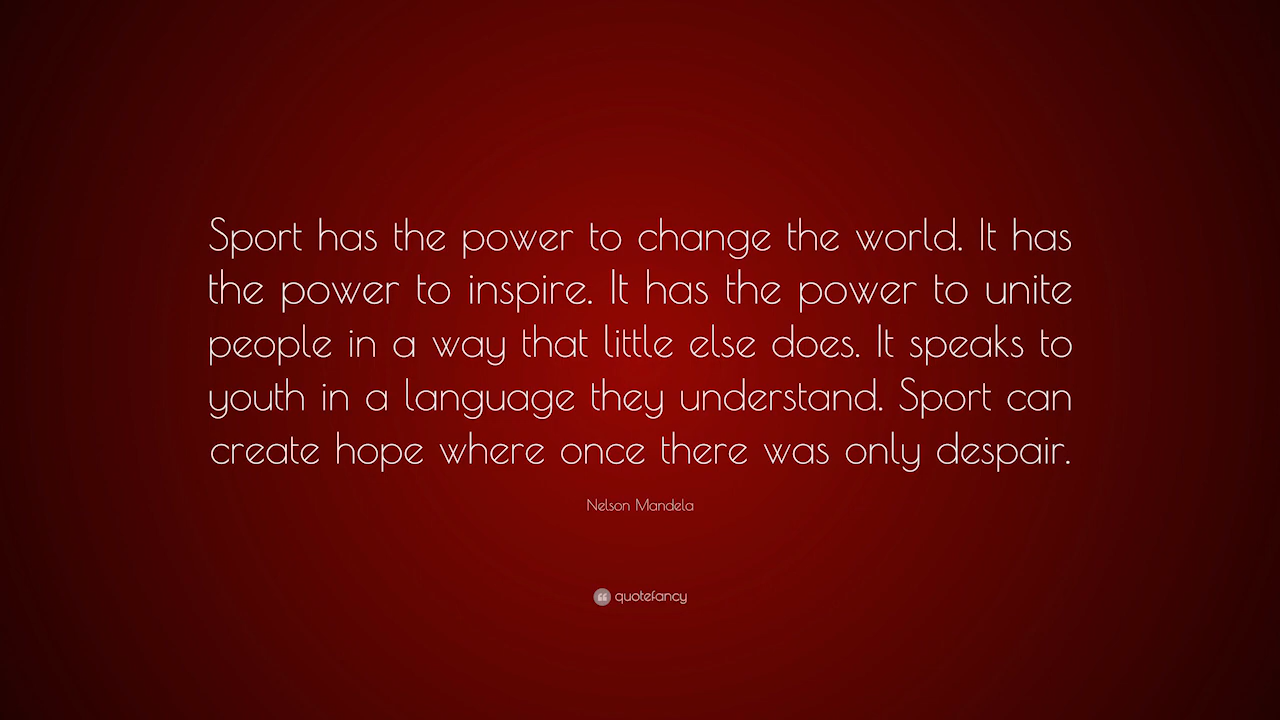 Sport has the power to change the world. It has
the power to inspire. It has the power to unite
people in a way that little else does. It speaks to
youth in a language they understand. Sport can
create hope where once there was only despair.
Nelson Mandela
quotefancy